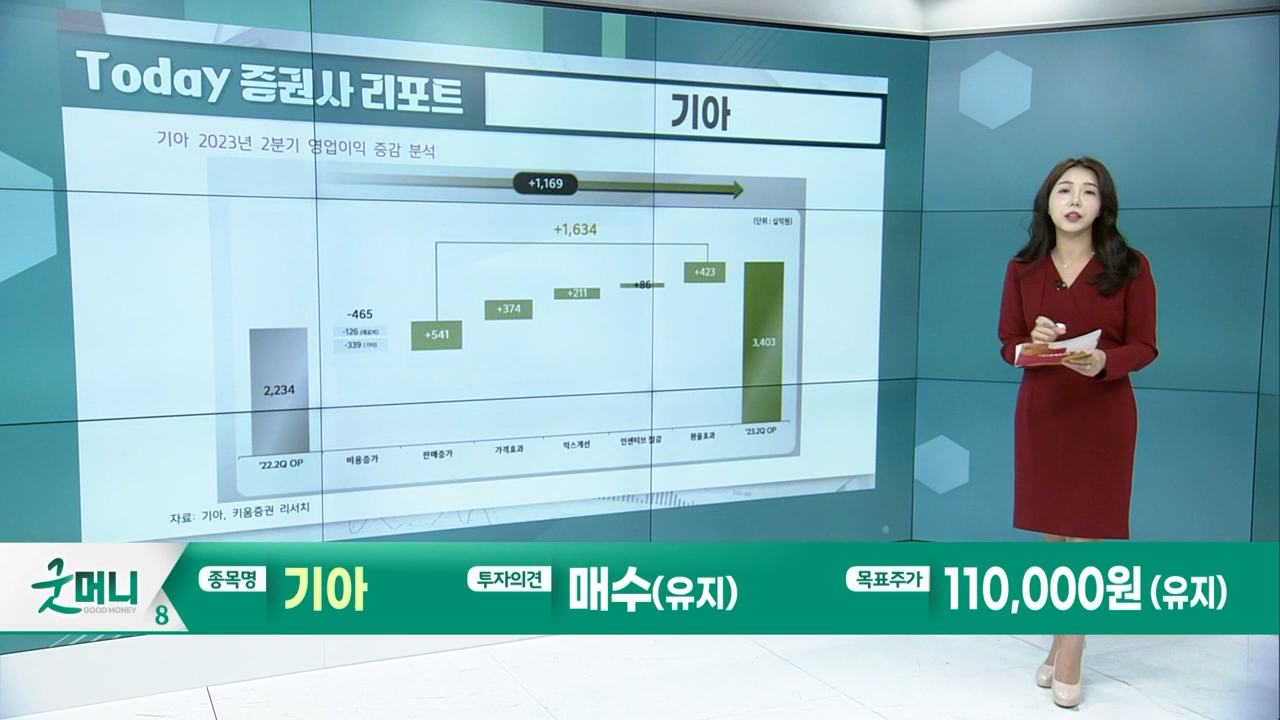 Today 증권사 리포트
기아
기아 2023년 2분기 영업이익 증감 분석
+1,169
+1,634
(단위 : 십억원)
+423
+86
+211
+374
-465
-126 (재료비)
+541
-339 (기타)
3,403
2,234
'22.2Q OP
비용증가
판매증가
가격효과
믹스개선
인센티브 절감
환율효과
'23.2Q OP
자료: 기아, 키움증권 리서치
굿머니
GOOD MONEY
8
종목명
기아
투자의견
매수(유지)
목표주가
110,000원 (유지)